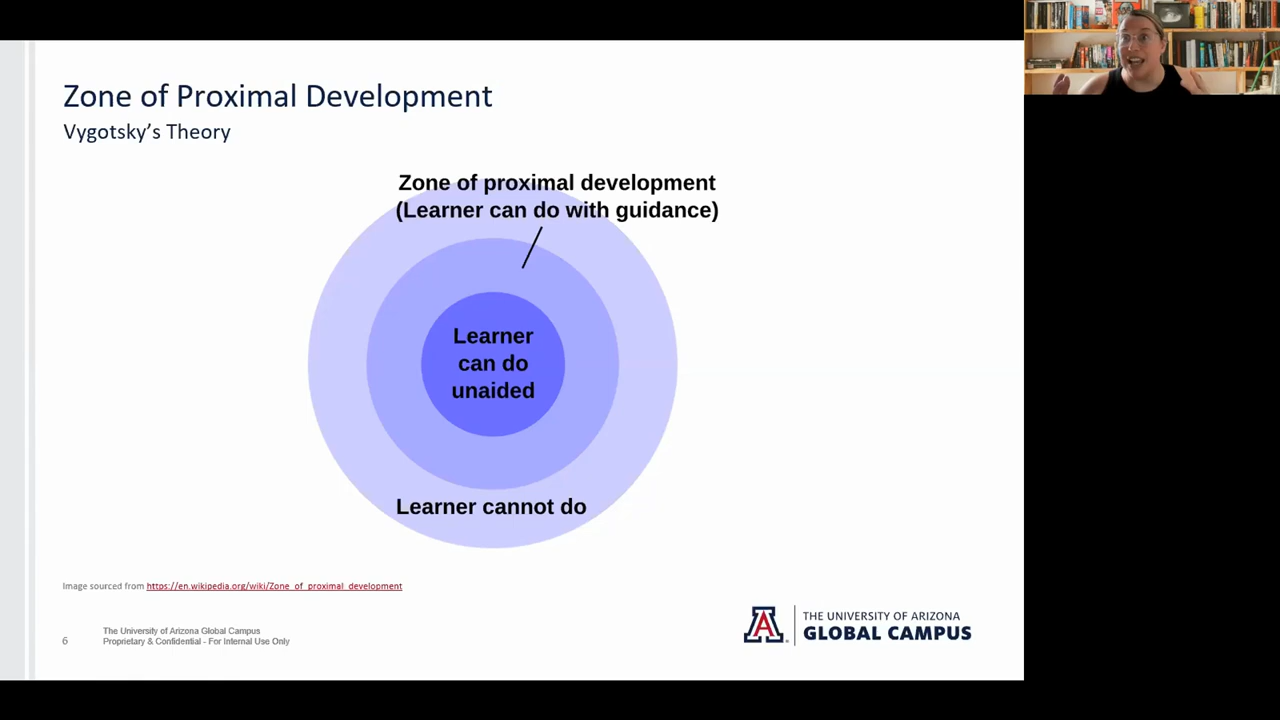 Zone of Proximal Development
Vygotsky's Theory
Zone of proximal development
(Learner can do with guidance)
Learner
can do
unaided
Learner cannot do
Image sourced from https://en.wikipedia.org/wiki/Zone_of_proximal_development
6
The University of Arizona Global Campus
Proprietary & Confidential - For Internal Use Only
A
THE UNIVERSITY OF ARIZONA
GLOBAL CAMPUS